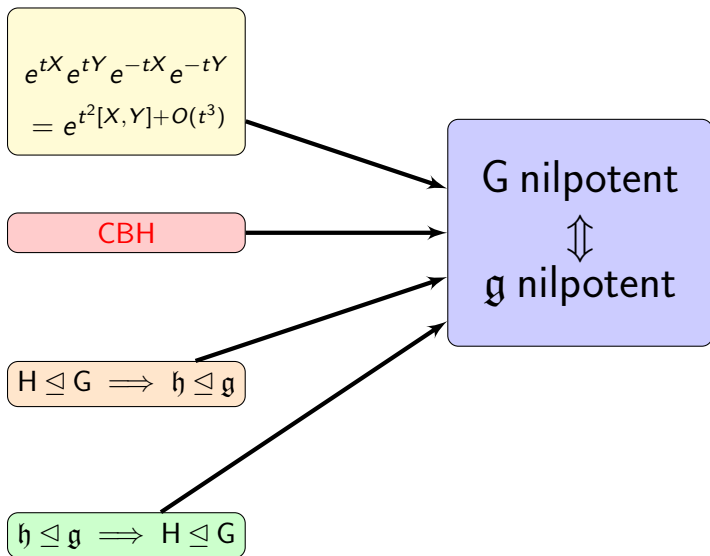 e^{tX} e^{tY} e^{-tX} e^{-tY}
= e^{t^2[X,Y]+O(t^3)}
CBH
H ⊴ G ⟹ 𝔥 ⊴ 𝔤
𝔥 ⊴ 𝔤 ⟹ H ⊴ G
G nilpotent
⇕
𝔤 nilpotent